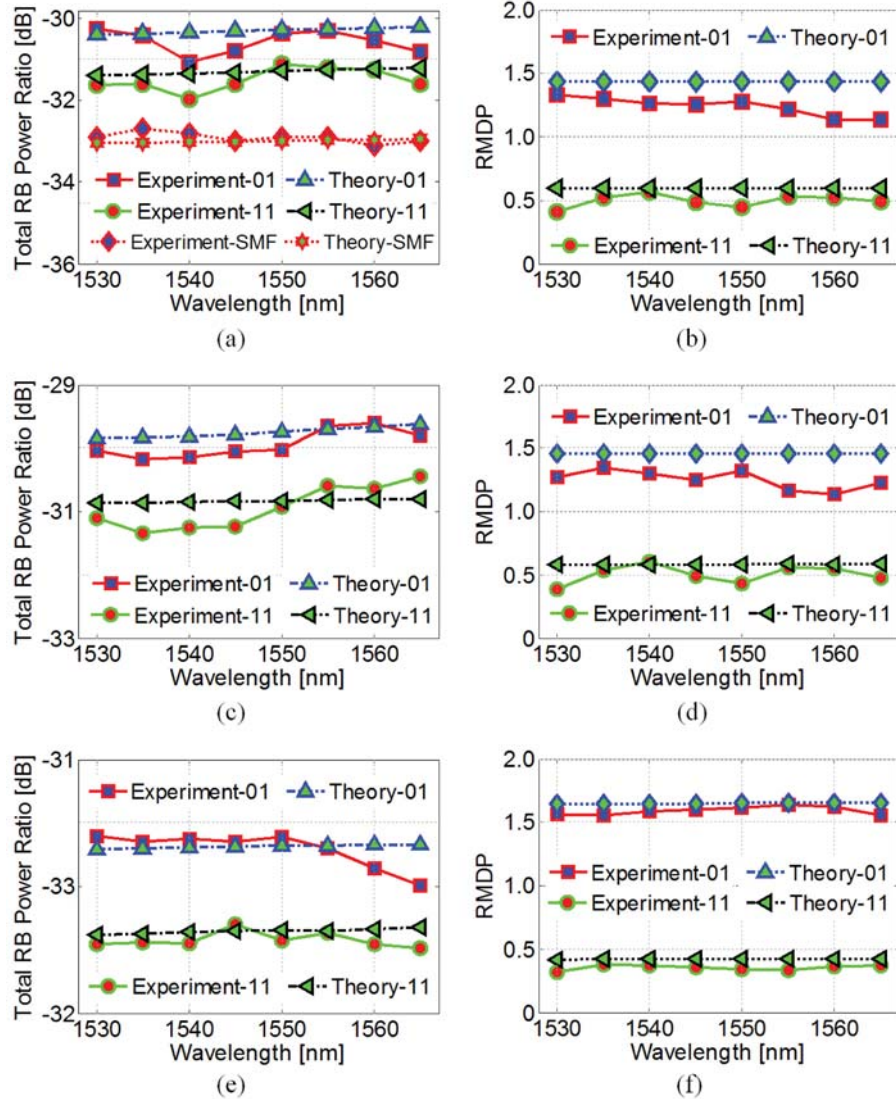 Total RB Power Ratio [dB]
-30
-32
-34
-36
Experiment-01
Theory-01
Experiment-11
Theory-11
Experiment-SMF
Theory-SMF
1530
1540
1550
1560
Wavelength [nm]
(a)
RMDP
2.0
1.5
1.0
0.5
0
Experiment-01
Theory-01
Experiment-11
Theory-11
1530
1540
1550
1560
Wavelength [nm]
(b)
Total RB Power Ratio [dB]
-29
-31
-33
Experiment-01
Theory-01
Experiment-11
Theory-11
1530
1540
1550
1560
Wavelength [nm]
(c)
RMDP
2.0
1.5
1.0
0.5
0
Experiment-01
Theory-01
Experiment-11
Theory-11
1530
1540
1550
1560
Wavelength [nm]
(d)
Total RB Power Ratio [dB]
-31
-33
-32
Experiment-01
Theory-01
Experiment-11
Theory-11
1530
1540
1550
1560
Wavelength [nm]
(e)
RMDP
2.0
1.5
1.0
0.5
0
Experiment-01
Theory-01
Experiment-11
Theory-11
1530
1540
1550
1560
Wavelength [nm]
(f)